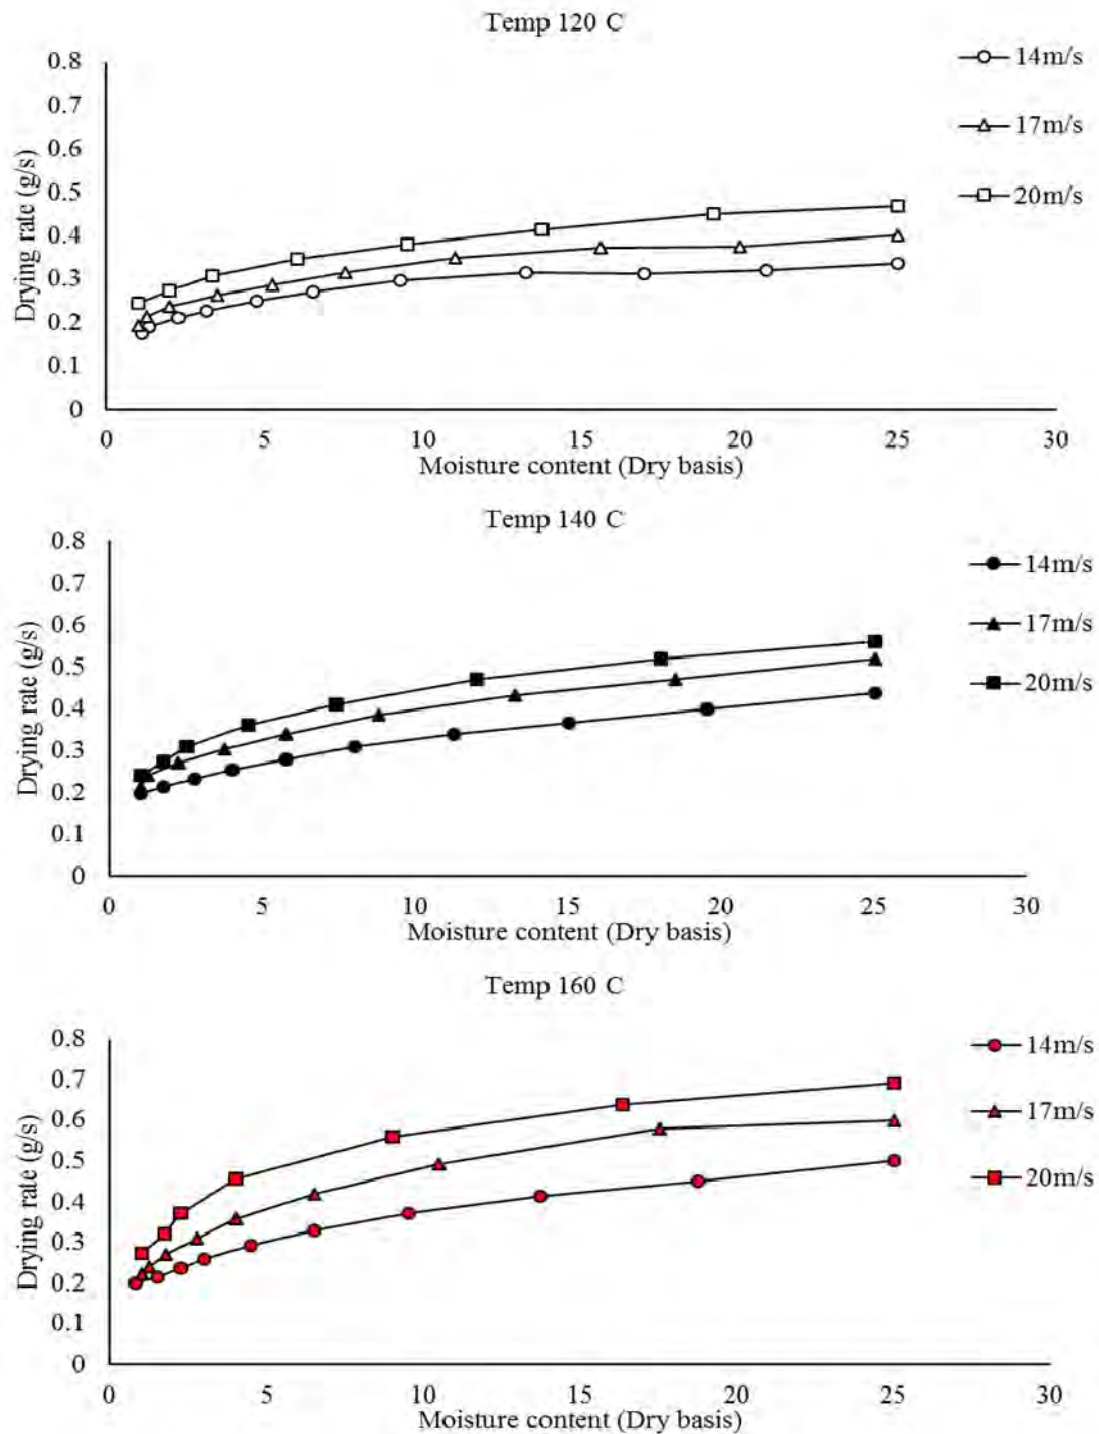 Temp 120 C
0.8
0.7
0.6
0.5
0.4
0.3
0.2
0.1
0
Drying rate (g/s)
0 5 10 15 20 25 30
Moisture content (Dry basis)
14m/s
17m/s
20m/s
Temp 140 C
0.8
0.7
0.6
0.5
0.4
0.3
0.2
0.1
0
Drying rate (g/s)
0 5 10 15 20 25 30
Moisture content (Dry basis)
14m/s
17m/s
20m/s
Temp 160 C
0.8
0.7
0.6
0.5
0.4
0.3
0.2
0.1
0
Drying rate (g/s)
0 5 10 15 20 25 30
Moisture content (Dry basis)
14m/s
17m/s
20m/s